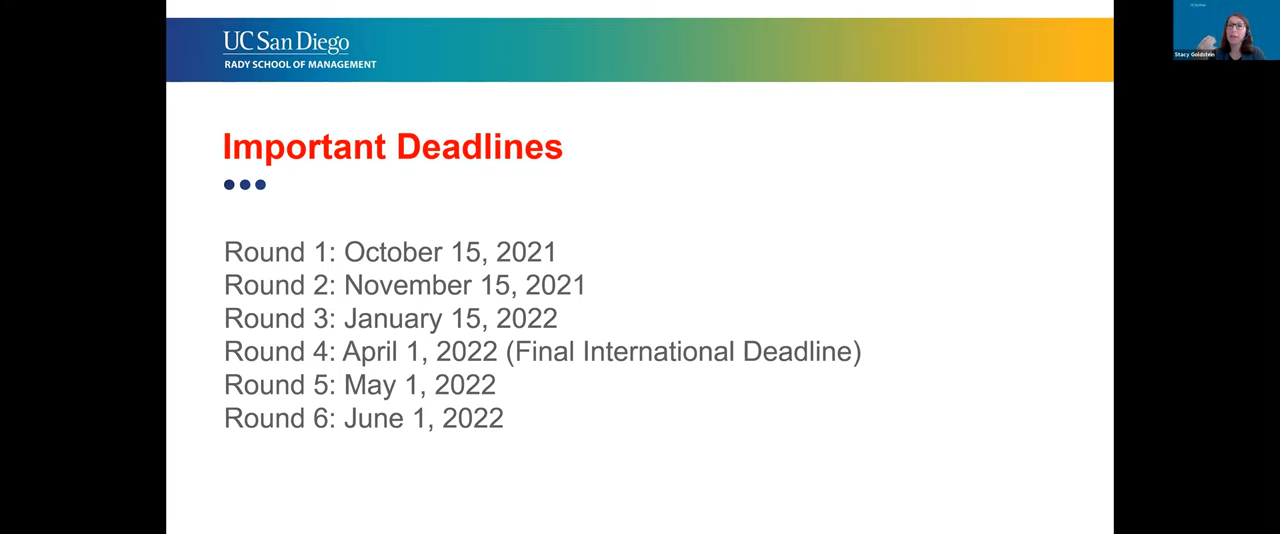 UC San Diego
RADY SCHOOL OF MANAGEMENT
Stacy Goldstein
Important Deadlines
Round 1: October 15, 2021
Round 2: November 15, 2021
Round 3: January 15, 2022
Round 4: April 1, 2022 (Final International Deadline)
Round 5: May 1, 2022
Round 6: June 1, 2022